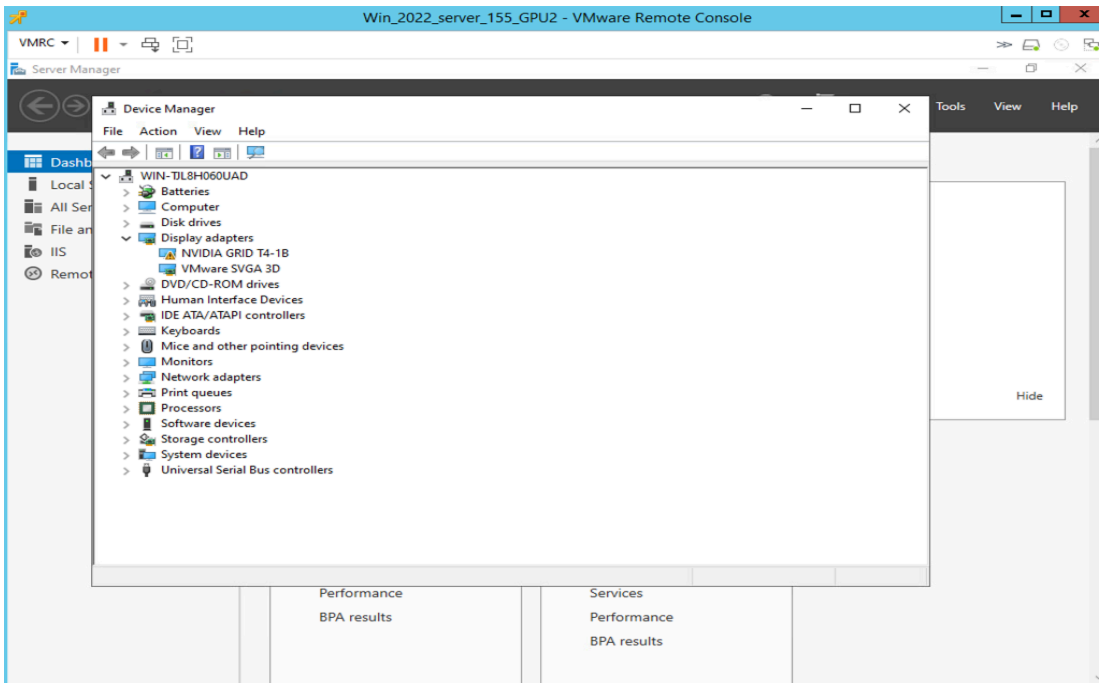 Win_2022_server_155_GPU2 - VMware Remote Console
VMRC
Server Manager
Tools View Help
Device Manager
File Action View Help
Dashb
Local S
All Ser
File an
IIS
Remot
WIN-TJL8H060UAD
Batteries
Computer
Disk drives
Display adapters
NVIDIA GRID T4-1B
VMware SVGA 3D
DVD/CD-ROM drives
Human Interface Devices
IDE ATA/ATAPI controllers
Keyboards
Mice and other pointing devices
Monitors
Network adapters
Print queues
Processors
Software devices
Storage controllers
System devices
Universal Serial Bus controllers
Hide
Performance
BPA results
Services
Performance
BPA results